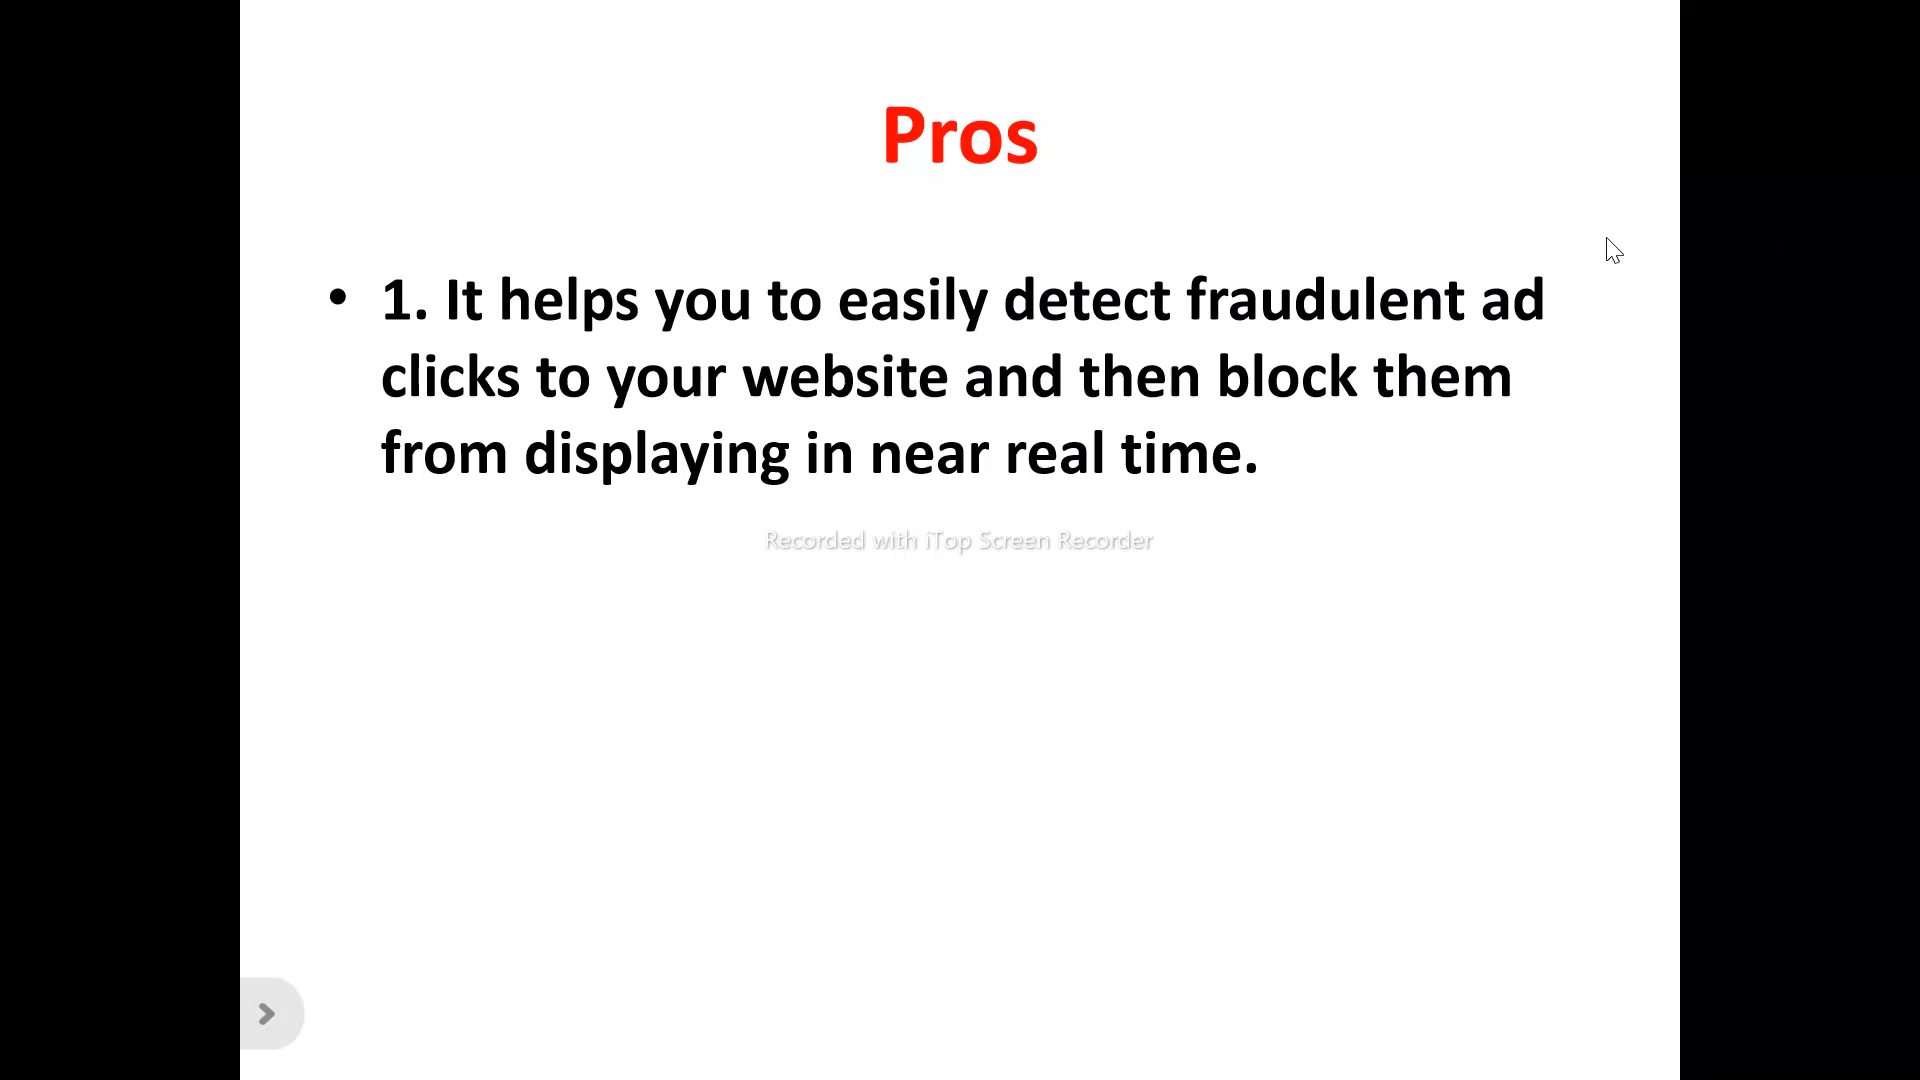 Pros
• 1. It helps you to easily detect fraudulent ad
clicks to your website and then block them
from displaying in near real time.
Recorded with iTop Screen Recorder